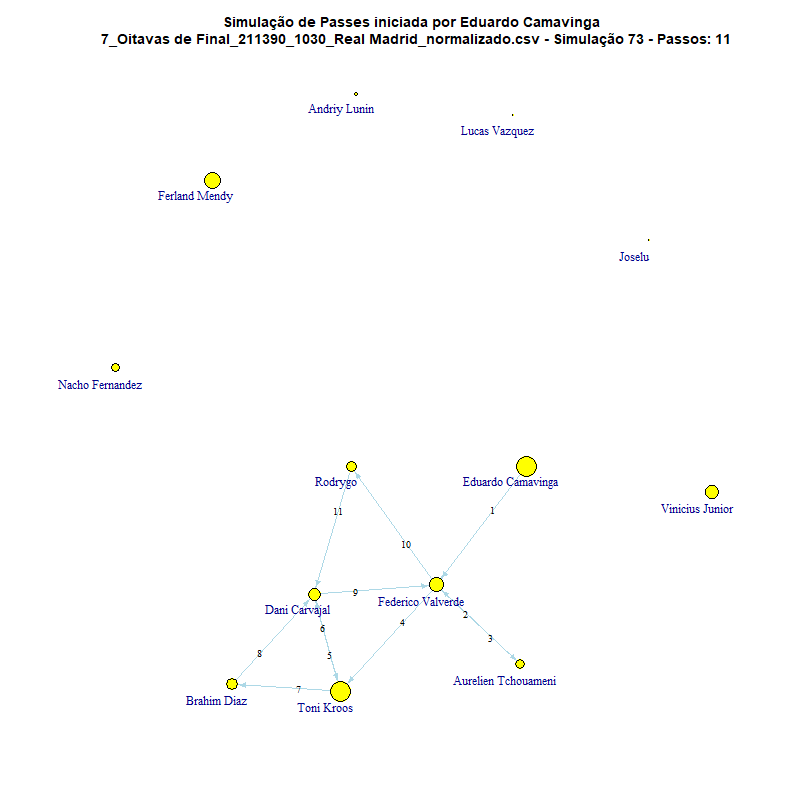 Simulação de Passes iniciada por Eduardo Camavinga
7_Oitavas de Final_211390_1030_Real Madrid_normalizado.csv - Simulação 73 - Passos: 11
Andriy Lunin
Lucas Vazquez
Ferland Mendy
Joselu
Nacho Fernandez
Rodrygo
Eduardo Camavinga
Vinicius Junior
11
1
10
9
Dani Carvajal
Federico Valverde
2
6
4
3
8
5
Aurelien Tchouameni
7
Brahim Diaz
Toni Kroos